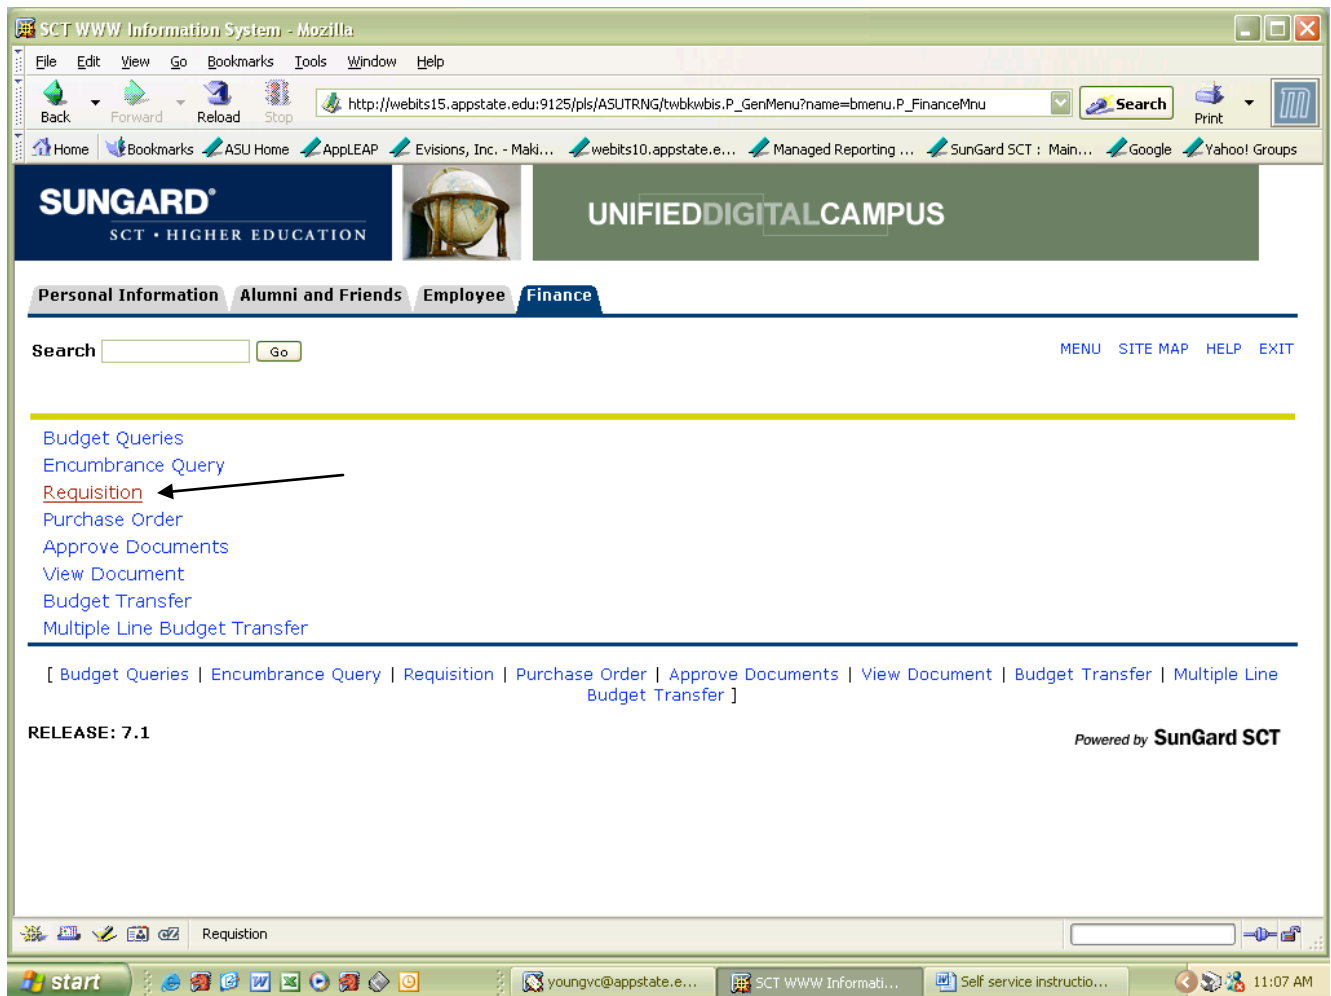 SCT WWW Information System - Mozilla
File Edit View Go Bookmarks Tools Window Help
Back Forward Reload Stop http://webits15.appstate.edu:9125/pls/ASUTRNG/twbkwbis.P_GenMenu?name=bmenu.P_FinanceMnu Search Print
Home Bookmarks ASU Home AppLEAP Evisions, Inc. - Maki... webits10.appstate.e... Managed Reporting ... SunGard SCT : Main... Google Yahoo! Groups
SUNGARD®
SCT • HIGHER EDUCATION
UNIFIEDDIGITALCAMPUS
Personal Information Alumni and Friends Employee Finance
Search Go MENU SITE MAP HELP EXIT
Budget Queries
Encumbrance Query
Requisition
Purchase Order
Approve Documents
View Document
Budget Transfer
Multiple Line Budget Transfer
[ Budget Queries | Encumbrance Query | Requisition | Purchase Order | Approve Documents | View Document | Budget Transfer | Multiple Line
Budget Transfer ]
RELEASE: 7.1
Powered by SunGard SCT
Requistion
start youngvc@appstate.e... SCT WWW Informati... Self service instructio... 11:07 AM